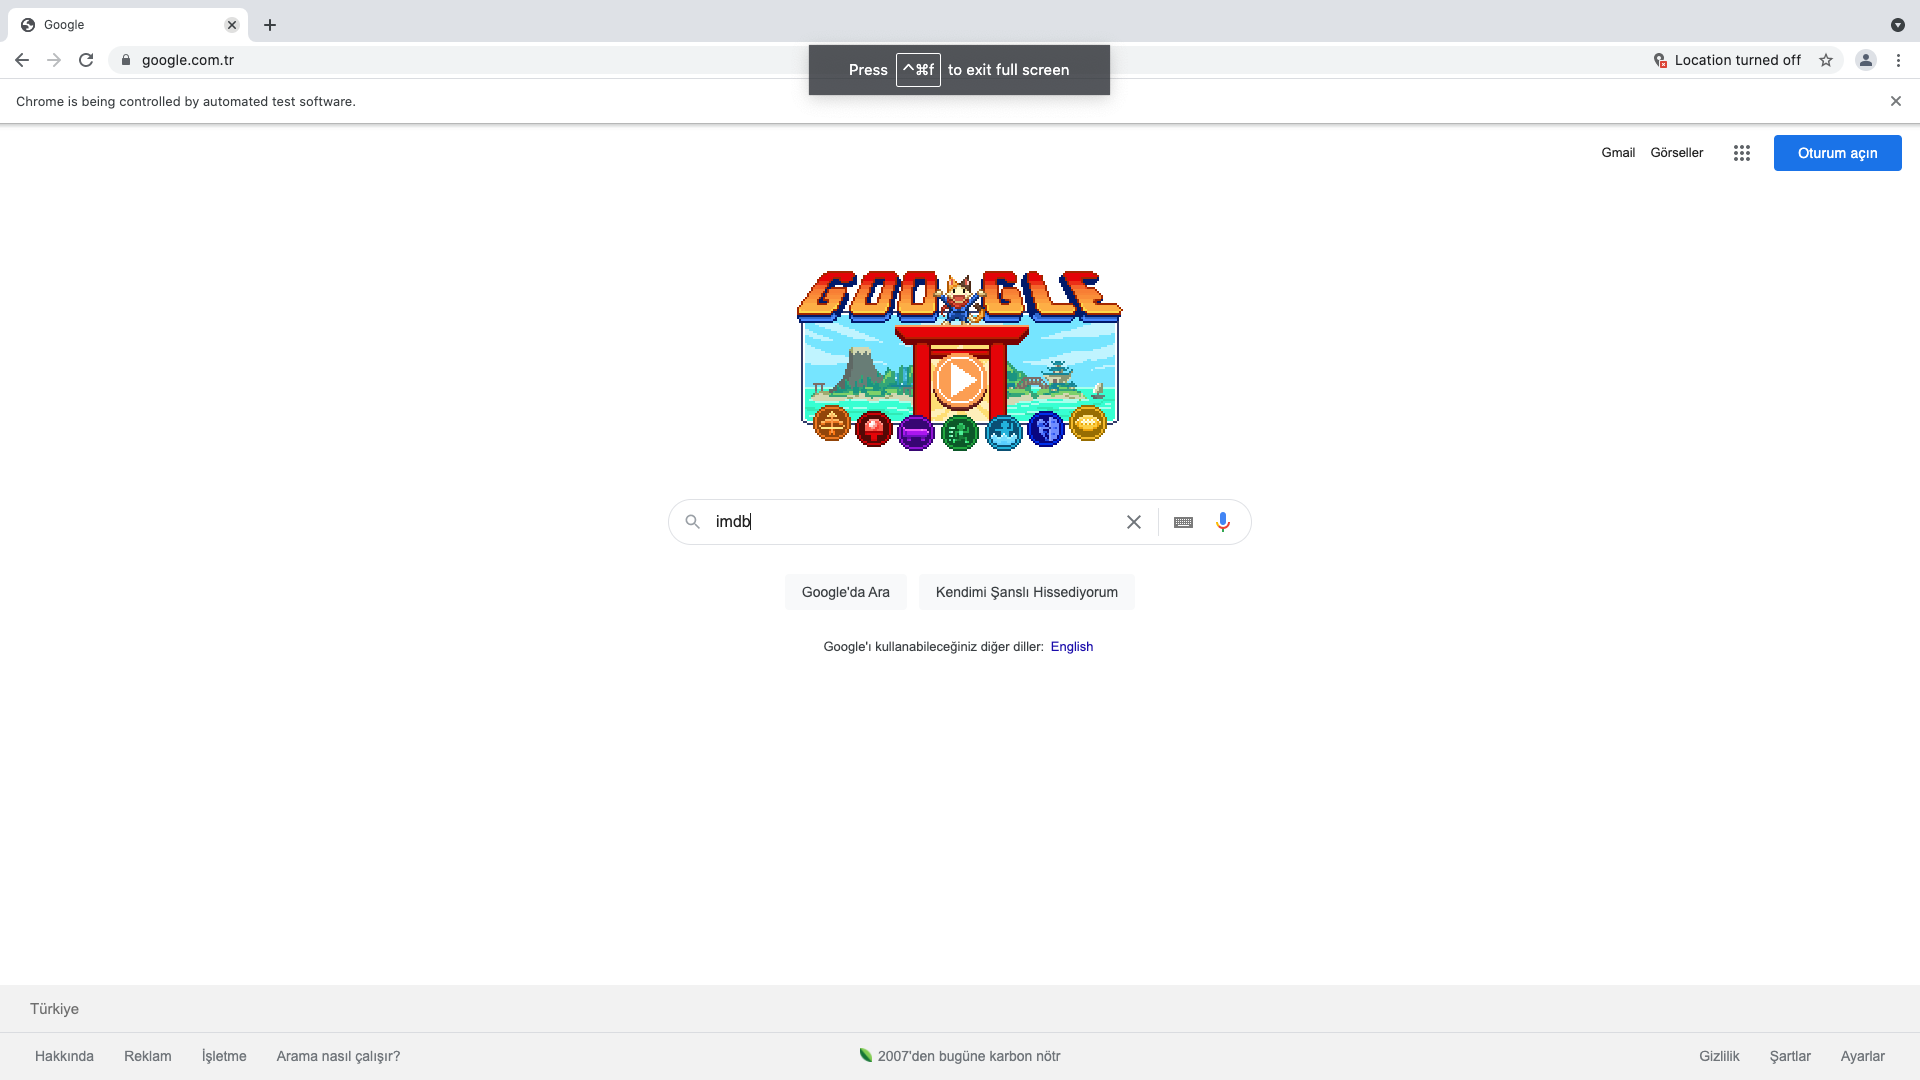 Google
google.com.tr
Press ^⌘f to exit full screen
Location turned off
Chrome is being controlled by automated test software.
Gmail Görseller Oturum açın
GOOGLE
imdb
Google'da Ara Kendimi Şanslı Hissediyorum
Google'ı kullanabileceğiniz diğer diller: English
Türkiye
Hakkında Reklam İşletme Arama nasıl çalışır? 2007'den bugüne karbon nötr Gizlilik Şartlar Ayarlar